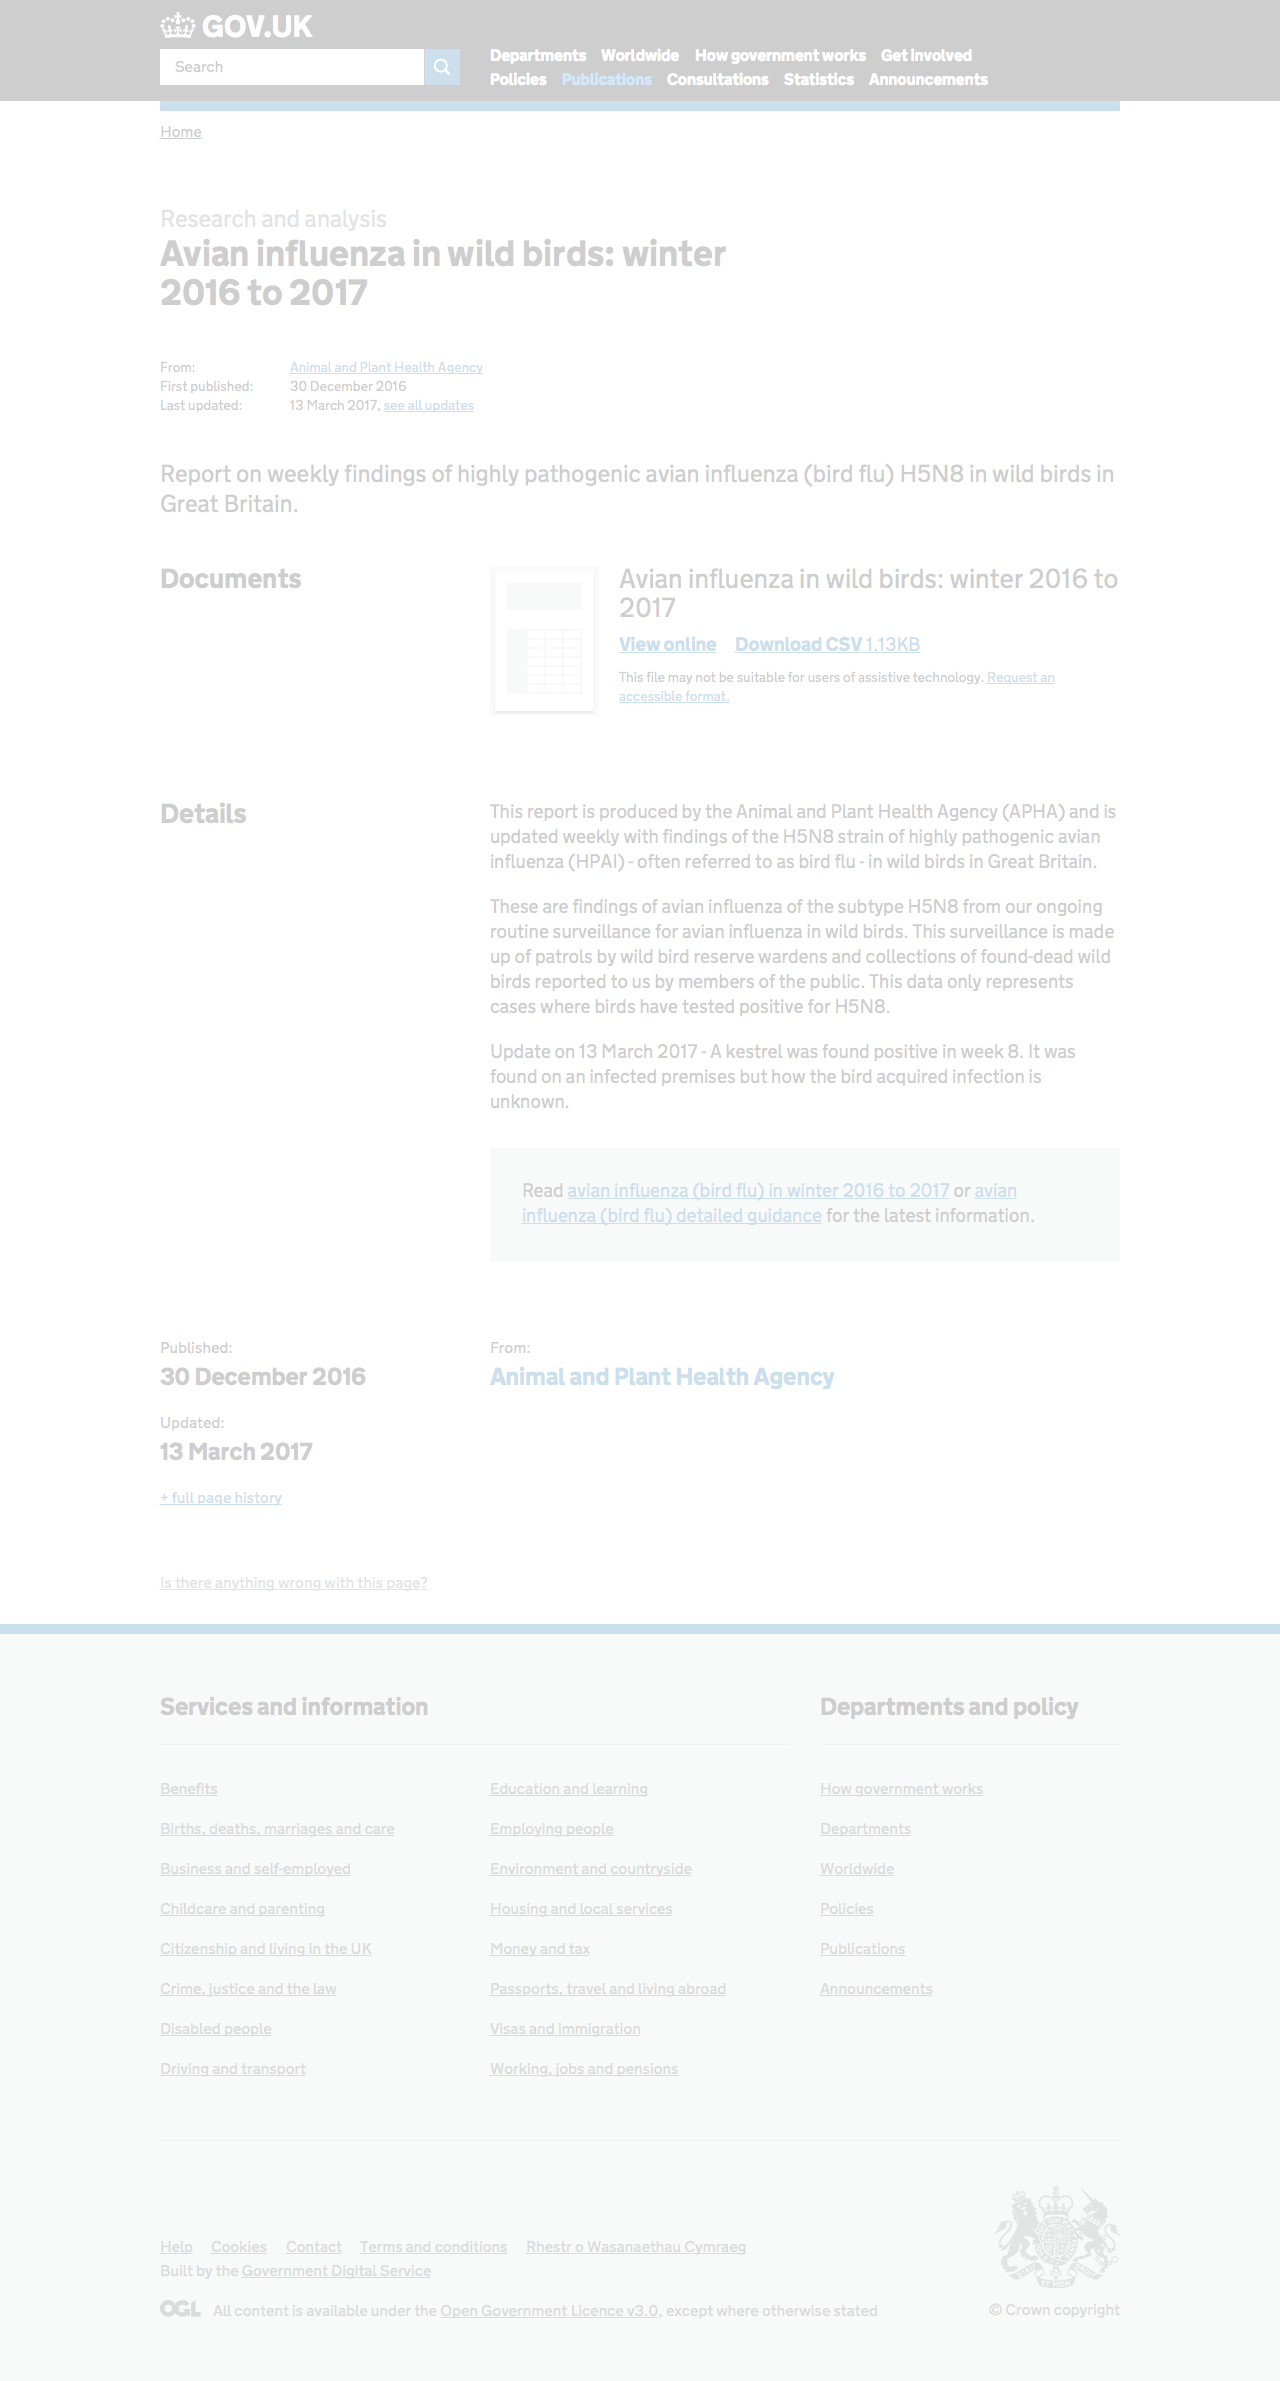 GOV.UK
Search
Departments Worldwide How government works Get involved
Policies Publications Consultations Statistics Announcements
Home
Research and analysis
Avian influenza in wild birds: winter
2016 to 2017
From: Animal and Plant Health Agency
First published: 30 December 2016
Last updated: 13 March 2017, see all updates
Report on weekly findings of highly pathogenic avian influenza (bird flu) H5N8 in wild birds in
Great Britain.
Documents
Avian influenza in wild birds: winter 2016 to
2017
View online Download CSV 1.13KB
This file may not be suitable for users of assistive technology. Request an
accessible format.
Details
This report is produced by the Animal and Plant Health Agency (APHA) and is
updated weekly with findings of the H5N8 strain of highly pathogenic avian
influenza (HPAI) - often referred to as bird flu - in wild birds in Great Britain.
These are findings of avian influenza of the subtype H5N8 from our ongoing
routine surveillance for avian influenza in wild birds. This surveillance is made
up of patrols by wild bird reserve wardens and collections of found-dead wild
birds reported to us by members of the public. This data only represents
cases where birds have tested positive for H5N8.
Update on 13 March 2017 - A kestrel was found positive in week 8. It was
found on an infected premises but how the bird acquired infection is
unknown.
Read avian influenza (bird flu) in winter 2016 to 2017 or avian
influenza (bird flu) detailed guidance for the latest information.
Published:
30 December 2016
Updated:
13 March 2017
+ full page history
From:
Animal and Plant Health Agency
Is there anything wrong with this page?
Services and information
Benefits
Births, deaths, marriages and care
Business and self-employed
Childcare and parenting
Citizenship and living in the UK
Crime, justice and the law
Disabled people
Driving and transport
Education and learning
Employing people
Environment and countryside
Housing and local services
Money and tax
Passports, travel and living abroad
Visas and immigration
Working, jobs and pensions
Departments and policy
How government works
Departments
Worldwide
Policies
Publications
Announcements
Help Cookies Contact Terms and conditions Rhestr o Wasanaethau Cymraeg
Built by the Government Digital Service
OGL All content is available under the Open Government Licence v3.0, except where otherwise stated
© Crown copyright